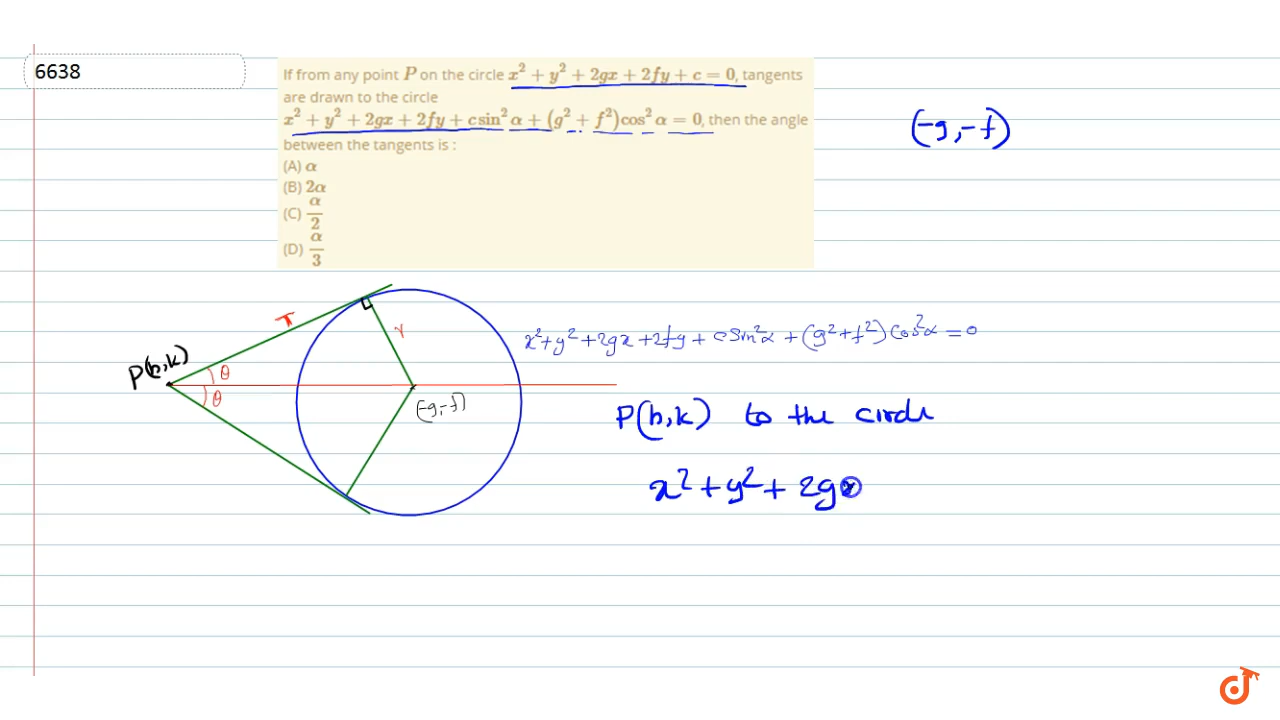 6638
If from any point P on the circle x² + y² + 2gx + 2fy + c = 0, tangents
are drawn to the circle
x² + y² + 2gx + 2fy + c sin² α + (g² + f²) cos² α = 0, then the angle
between the tangents is :
(A) α
(B) 2α
(C) α/2
(D) α/3
(-g,-f)
T
r
x²+y²+2gx+2fy + c Sin²α + (g²+f²) Cos²α = 0
P(h,k)
θ
θ
(-g,-f)
P(h,k) to the circle
x² + y² + 2gx